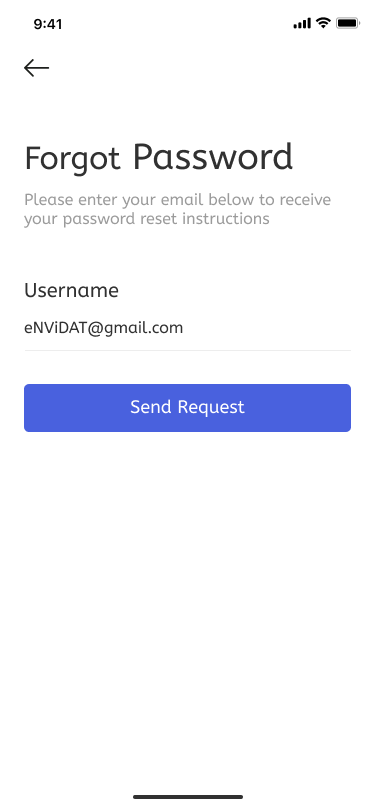 9:41
Forgot Password
Please enter your email below to receive
your password reset instructions
Username
eNViDAT@gmail.com
Send Request